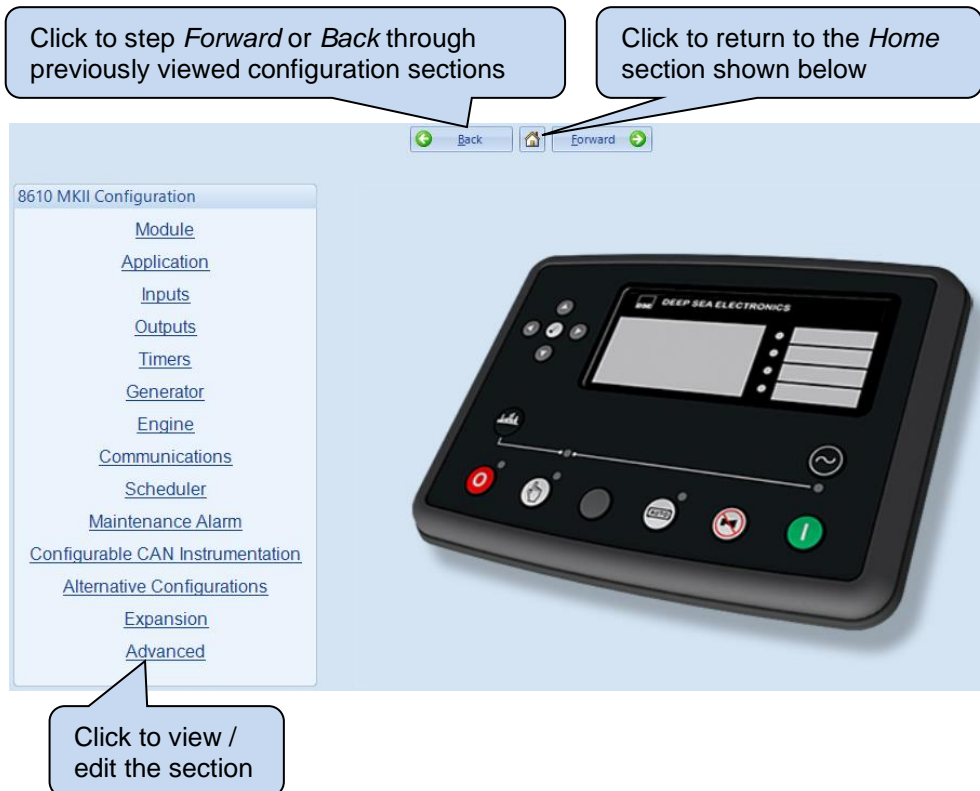 Click to step Forward or Back through
previously viewed configuration sections
Click to return to the Home
section shown below
Back
Forward
8610 MKII Configuration
Module
Application
Inputs
Outputs
Timers
Generator
Engine
Communications
Scheduler
Maintenance Alarm
Configurable CAN Instrumentation
Alternative Configurations
Expansion
Advanced
DSE DEEP SEA ELECTRONICS
AUTO
Click to view /
edit the section